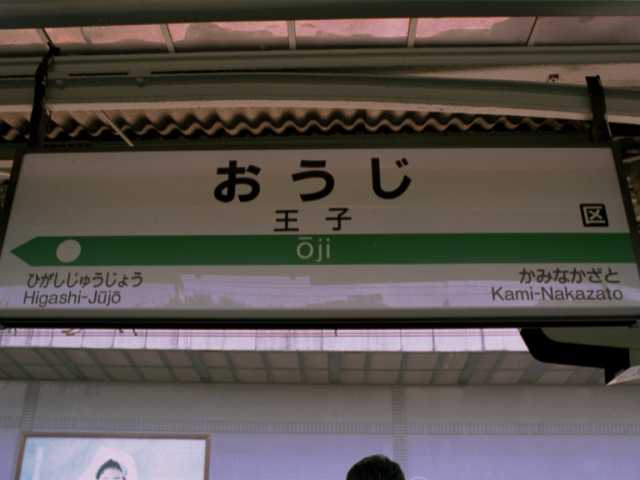 おうじ
王子
区
ōji
ひがしじゅうじょう
Higashi-Jūjō
かみなかざと
Kami-Nakazato